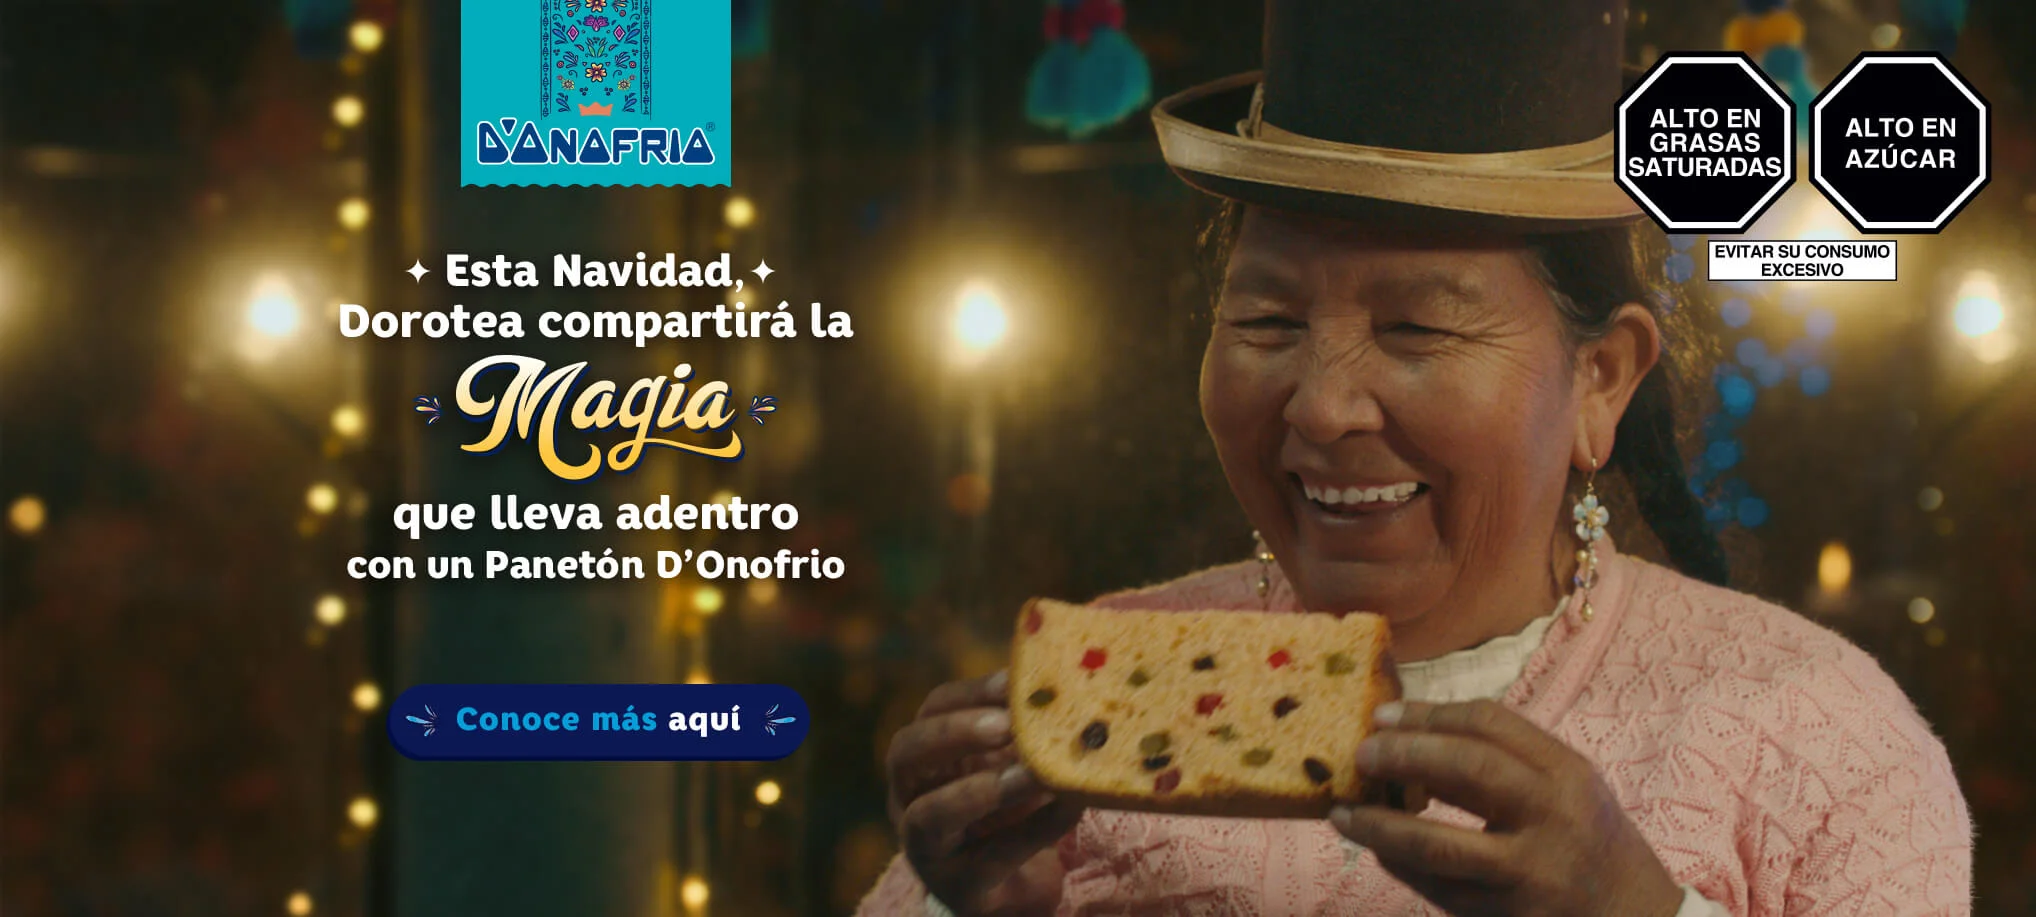 D'ANAFRIA®
Esta Navidad,
Dorotea compartirá la
Magia
que lleva adentro
con un Panetón D'Onofrio
Conoce más aquí
ALTO EN
GRASAS
SATURADAS
ALTO EN
AZÚCAR
EVITAR SU CONSUMO
EXCESIVO